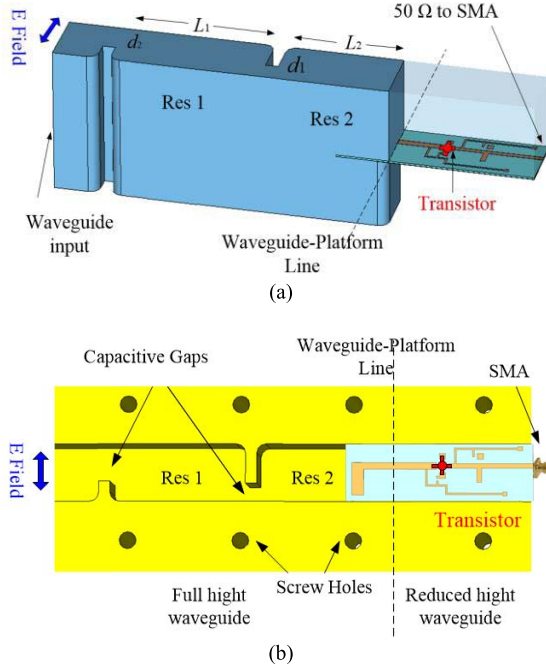 E Field
L1
L2
50 Ω to SMA
d2
d1
Res 1
Res 2
Transistor
Waveguide
input
Waveguide-Platform
Line
(a)
Waveguide-Platform
Line
Capacitive Gaps
SMA
E Field
Res 1
Res 2
Transistor
Screw Holes
Full hight
waveguide
Reduced hight
waveguide
(b)